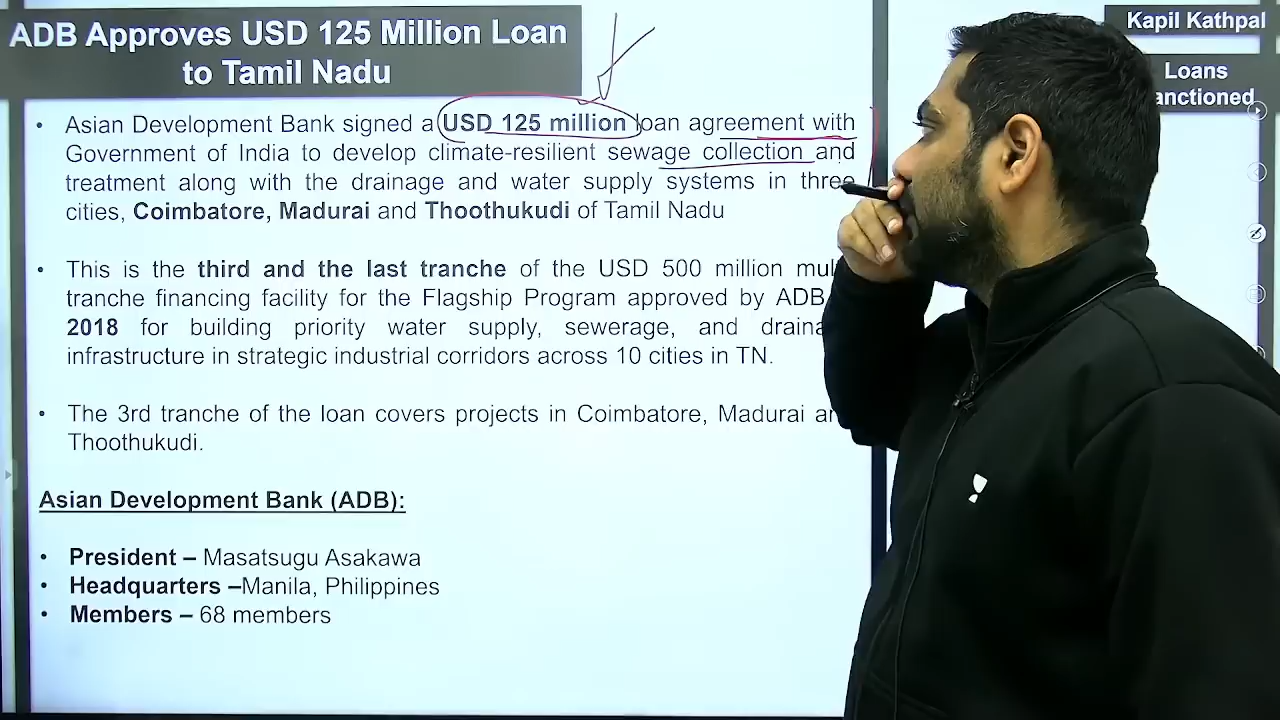 ADB Approves USD 125 Million Loan
to Tamil Nadu
Kapil Kathpal
Loans
anctioned
• Asian Development Bank signed a USD 125 million loan agreement with
Government of India to develop climate-resilient sewage collection and
treatment along with the drainage and water supply systems in three
cities, Coimbatore, Madurai and Thoothukudi of Tamil Nadu
• This is the third and the last tranche of the USD 500 million
tranche financing facility for the Flagship Program approved by ADB
2018 for building priority water supply, sewerage, and
infrastructure in strategic industrial corridors across 10 cities in TN.
• The 3rd tranche of the loan covers projects in Coimbatore, Madurai
Thoothukudi.
Asian Development Bank (ADB):
• President – Masatsugu Asakawa
• Headquarters –Manila, Philippines
• Members – 68 members